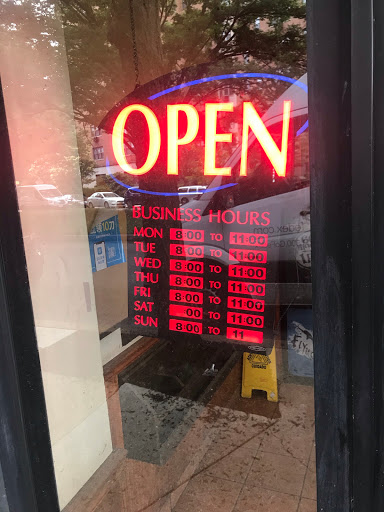 OPEN
BUSINESS HOURS
MON 8:00 TO 11:00
TUE 8:00 TO 11:00
WED 8:00 TO 11:00
THU 8:00 TO 11:00
FRI 8:00 TO 11:00
SAT :00 TO 11:00
SUN 8:00 TO 11